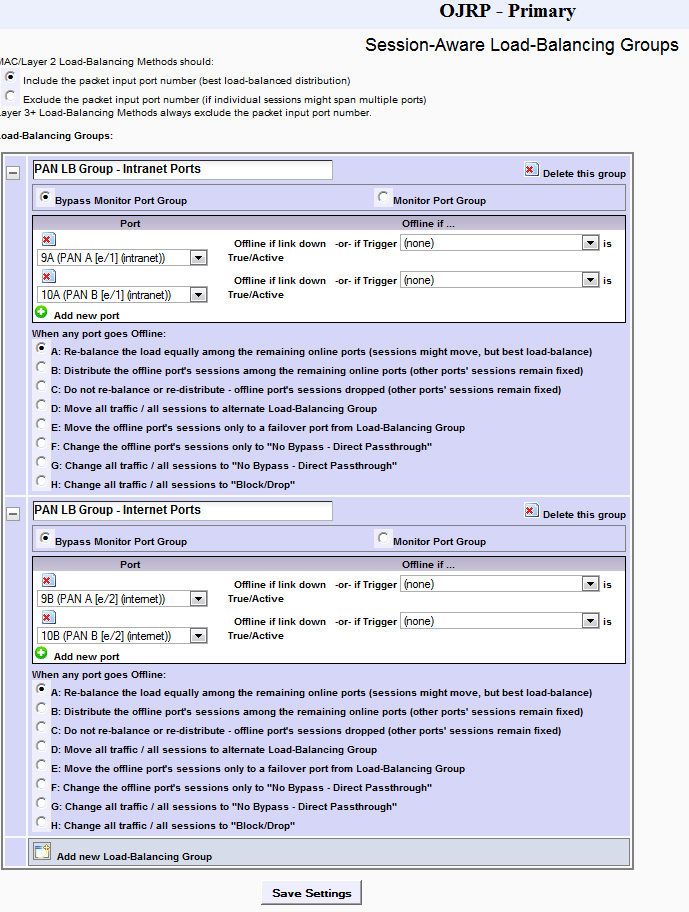 OJRP - Primary
Session-Aware Load-Balancing Groups
MAC/Layer 2 Load-Balancing Methods should:
Include the packet input port number (best load-balanced distribution)
Exclude the packet input port number (if individual sessions might span multiple ports)
ayer 3+ Load-Balancing Methods always exclude the packet input port number.
oad-Balancing Groups:
PAN LB Group - Intranet Ports
Delete this group
Bypass Monitor Port Group
Monitor Port Group
Port
Offline if ...
Offline if link down -or- if Trigger (none) is
9A (PAN A [e/1] (intranet))
True/Active
Offline if link down -or- if Trigger (none) is
10A (PAN B [e/1] (intranet))
True/Active
Add new port
When any port goes Offline:
A: Re-balance the load equally among the remaining online ports (sessions might move, but best load-balance)
B: Distribute the offline port's sessions among the remaining online ports (other ports' sessions remain fixed)
C: Do not re-balance or re-distribute - offline port's sessions dropped (other ports' sessions remain fixed)
D: Move all traffic / all sessions to alternate Load-Balancing Group
E: Move the offline port's sessions only to a failover port from Load-Balancing Group
F: Change the offline port's sessions only to "No Bypass - Direct Passthrough"
G: Change all traffic / all sessions to "No Bypass - Direct Passthrough"
H: Change all traffic / all sessions to "Block/Drop"
PAN LB Group - Internet Ports
Delete this group
Bypass Monitor Port Group
Monitor Port Group
Port
Offline if ...
Offline if link down -or- if Trigger (none) is
9B (PAN A [e/2] (internet))
True/Active
Offline if link down -or- if Trigger (none) is
10B (PAN B [e/2] (internet))
True/Active
Add new port
When any port goes Offline:
A: Re-balance the load equally among the remaining online ports (sessions might move, but best load-balance)
B: Distribute the offline port's sessions among the remaining online ports (other ports' sessions remain fixed)
C: Do not re-balance or re-distribute - offline port's sessions dropped (other ports' sessions remain fixed)
D: Move all traffic / all sessions to alternate Load-Balancing Group
E: Move the offline port's sessions only to a failover port from Load-Balancing Group
F: Change the offline port's sessions only to "No Bypass - Direct Passthrough"
G: Change all traffic / all sessions to "No Bypass - Direct Passthrough"
H: Change all traffic / all sessions to "Block/Drop"
Add new Load-Balancing Group
Save Settings